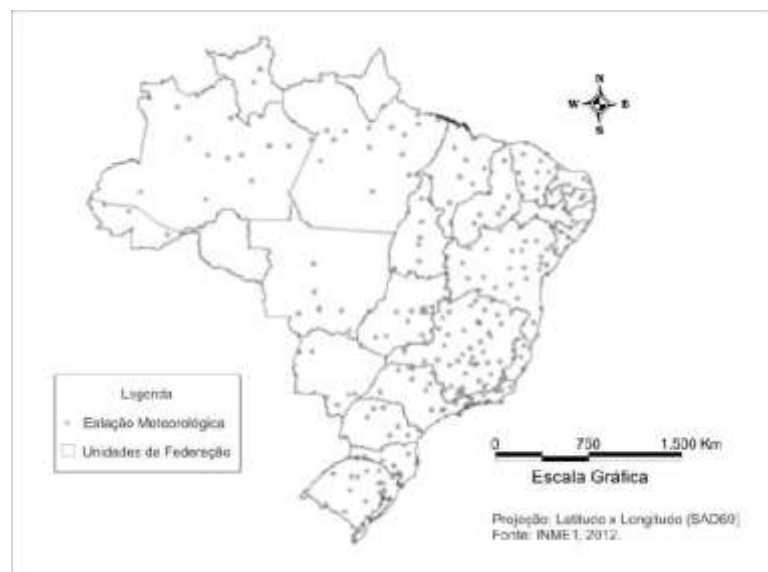 N
W E
S
Legenda
Estação Meteorológica
Unidades de Federação
0 750 1.500 Km
Escala Gráfica
Projeção: Latitude x Longitude (SAD69)
Fonte: INMET, 2012.